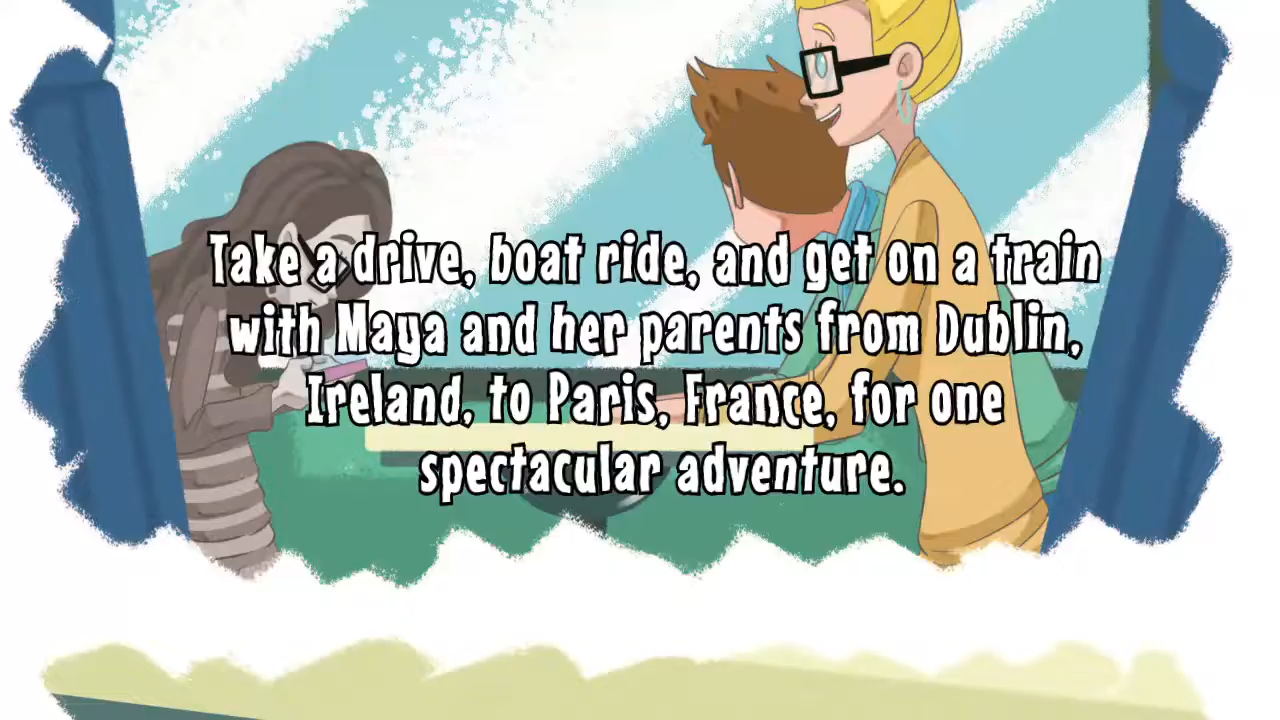 Take a drive, boat ride, and get on a train
with Maya and her parents from Dublin,
Ireland, to Paris, France, for one
spectacular adventure.